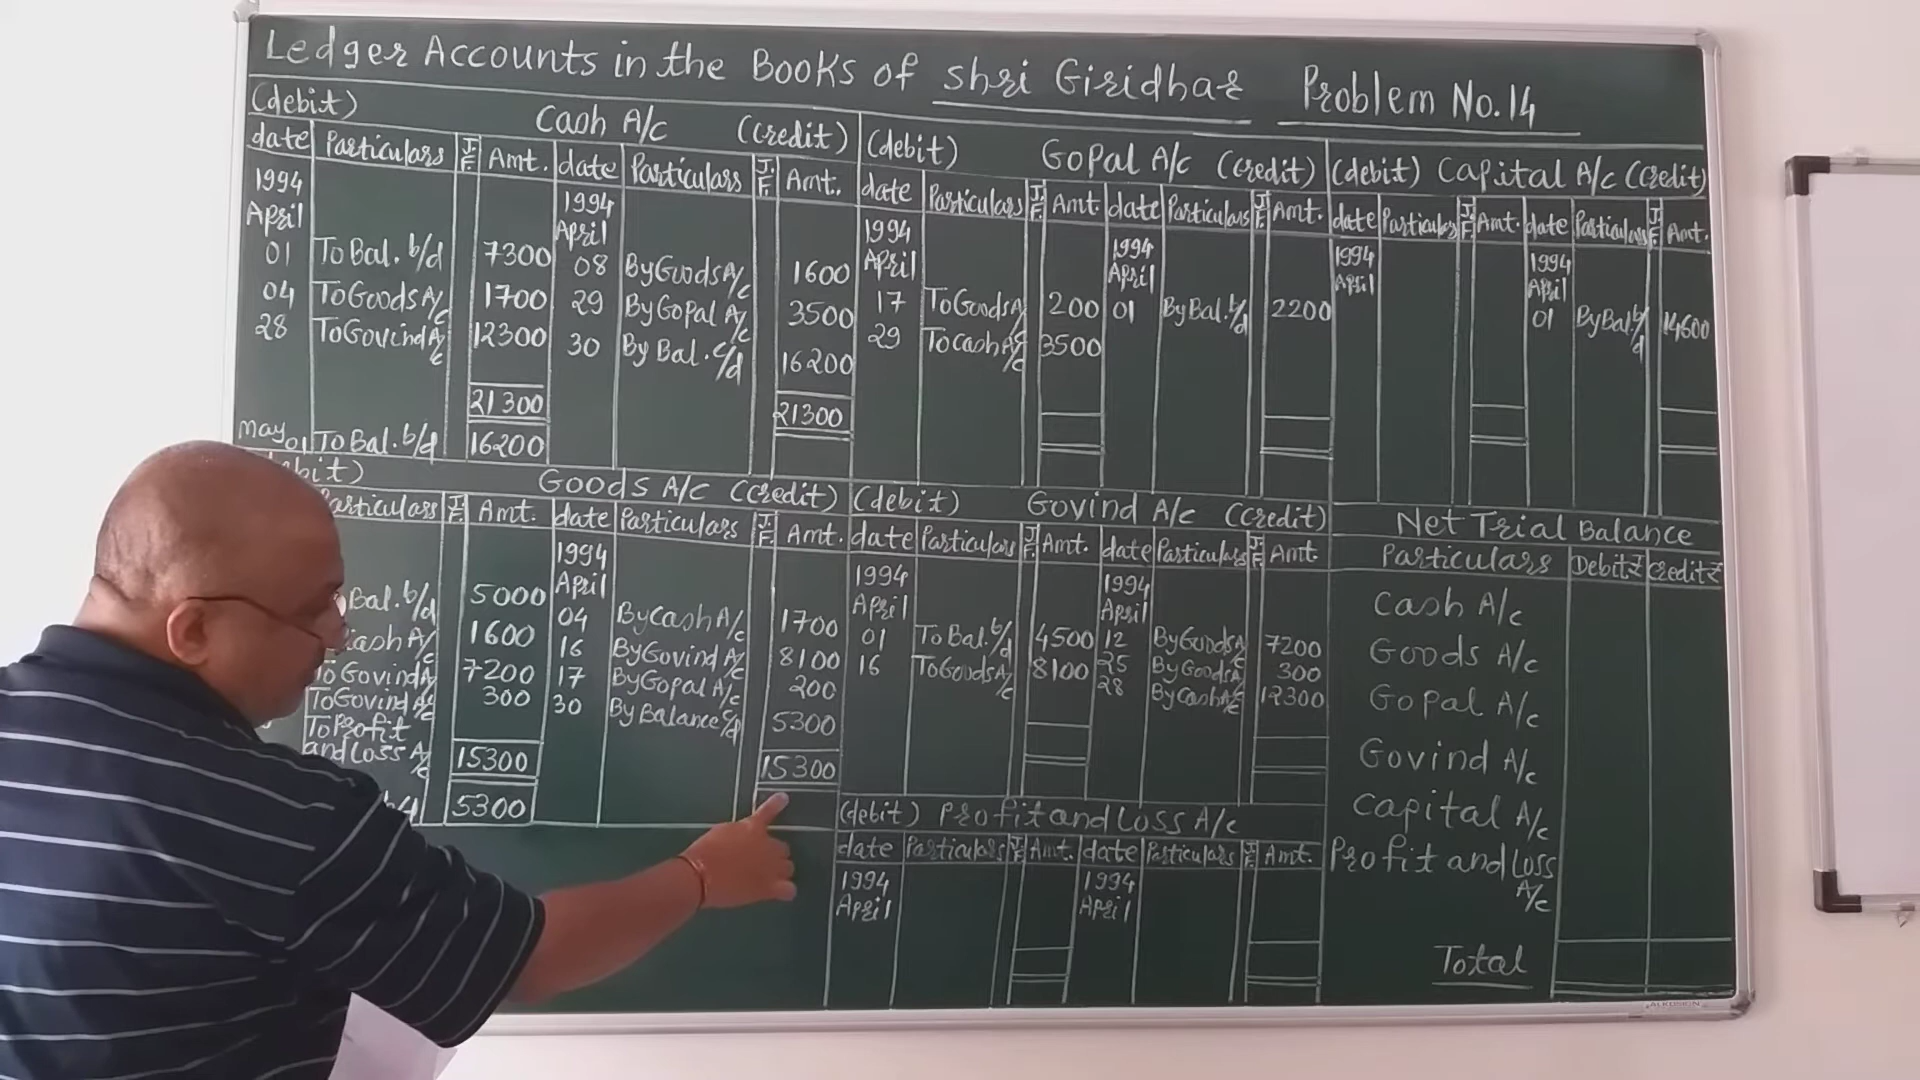 Ledger Accounts in the Books of Shri Giridhar Problem No.14
(debit) Cash A/c (credit)
date Particulars J.F. Amt. date Particulars J.F. Amt.
1994 1994
April April
01 To Bal. b/d 7300 08 By Goods A/c 1600
04 To Goods A/c 1700 29 By Gopal A/c 3500
28 To Govind A/c 12300 30 By Bal. c/d 16200
21300 21300
May 01 To Bal. b/d 16200
(debit) Gopal A/c (credit)
date Particulars J.F. Amt. date Particulars J.F. Amt.
1994 1994
April April
17 To Goods A/c 200 01 By Bal. b/d 2200
29 To Cash A/c 3500
(debit) Capital A/c (credit)
date Particulars J.F. Amt. date Particulars J.F. Amt.
1994 1994
April April
01 By Bal. b/d 14600
Goods A/c (credit)
Particulars J.F. Amt. date Particulars J.F. Amt.
1994
April
Bal. b/d 5000 04 By Cash A/c 1700
Cash A/c 1600 16 By Govind A/c 8100
To Govind A/c 7200 17 By Gopal A/c 200
To Govind A/c 300 30 By Balance c/d 5300
To Profit
and Loss A/c
15300 15300
5300
(debit) Govind A/c (credit)
date Particulars J.F. Amt. date Particulars J.F. Amt.
1994 1994
April April
01 To Bal. b/d 4500 12 By Goods A/c 7200
16 To Goods A/c 8100 25 By Goods A/c 300
28 By Cash A/c 12300
(debit) Profit and Loss A/c
date Particulars J.F. Amt. date Particulars J.F. Amt.
1994 1994
April April
Net Trial Balance
Particulars Debit ₹ Credit ₹
Cash A/c
Goods A/c
Gopal A/c
Govind A/c
Capital A/c
Profit and Loss
A/c
Total